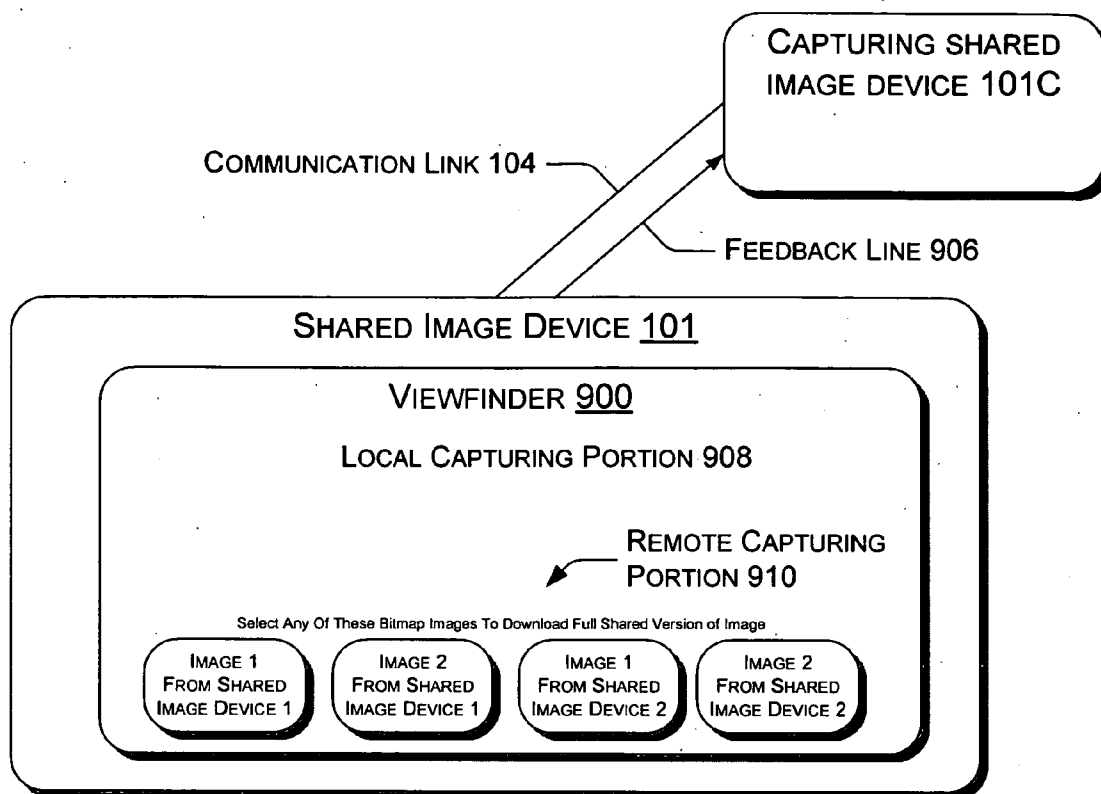 CAPTURING SHARED
IMAGE DEVICE 101C
COMMUNICATION LINK 104
FEEDBACK LINE 906
SHARED IMAGE DEVICE 101
VIEWFINDER 900
LOCAL CAPTURING PORTION 908
REMOTE CAPTURING
PORTION 910
Select Any Of These Bitmap Images To Download Full Shared Version of Image
IMAGE 1
FROM SHARED
IMAGE DEVICE 1
IMAGE 2
FROM SHARED
IMAGE DEVICE 1
IMAGE 1
FROM SHARED
IMAGE DEVICE 2
IMAGE 2
FROM SHARED
IMAGE DEVICE 2